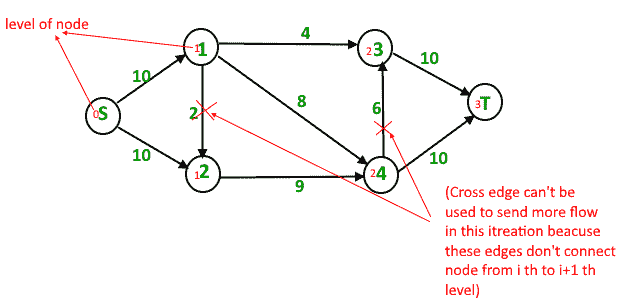 level of node
4
1 1
2 3
10
10
8
0 S
2
6
3 T
10
10
1 2
9
2 4
(Cross edge can't be
used to send more flow
in this itreation beacuse
these edges don't connect
node from i th to i+1 th
level)